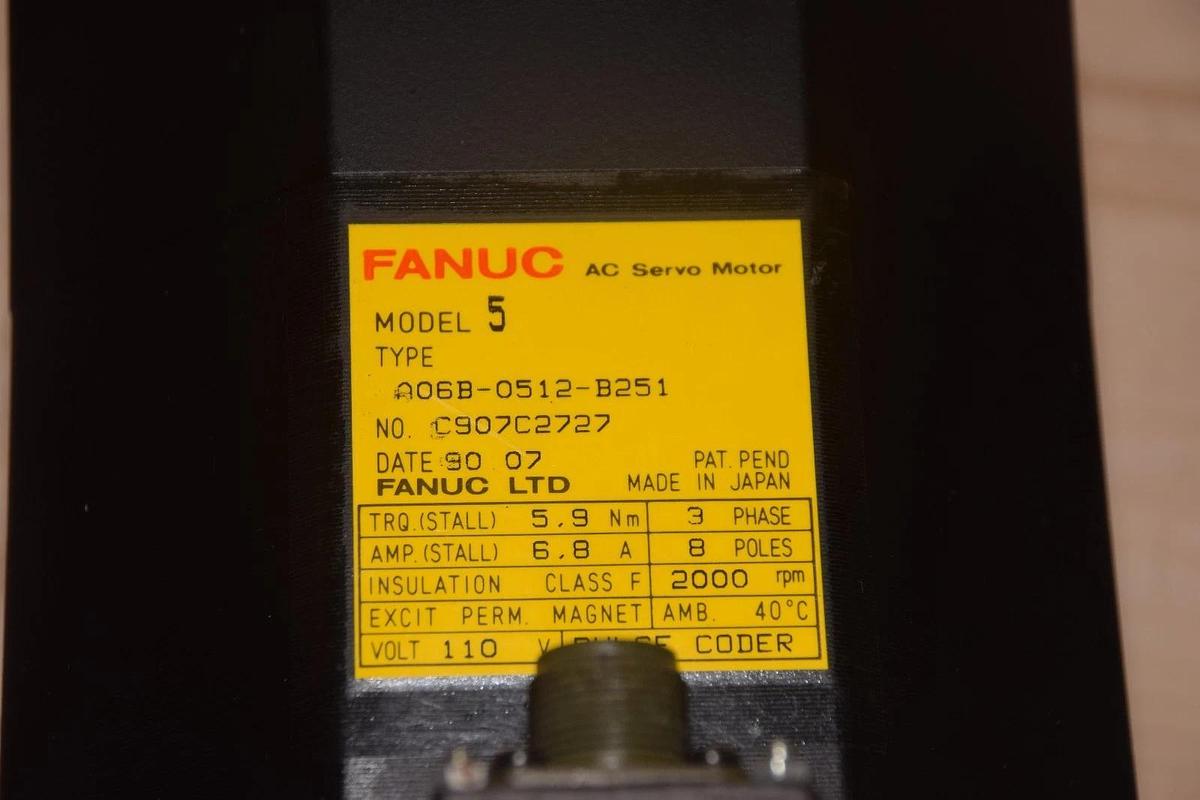 FANUC AC Servo Motor
MODEL 5
TYPE
A06B-0512-B251
NO. C907C2727
DATE 90 07 PAT. PEND
FANUC LTD MADE IN JAPAN
TRQ.(STALL) 5.9 Nm 3 PHASE
AMP.(STALL) 6.8 A 8 POLES
INSULATION CLASS F 2000 rpm
EXCIT PERM. MAGNET AMB. 40°C
VOLT 110 V PULSE CODER